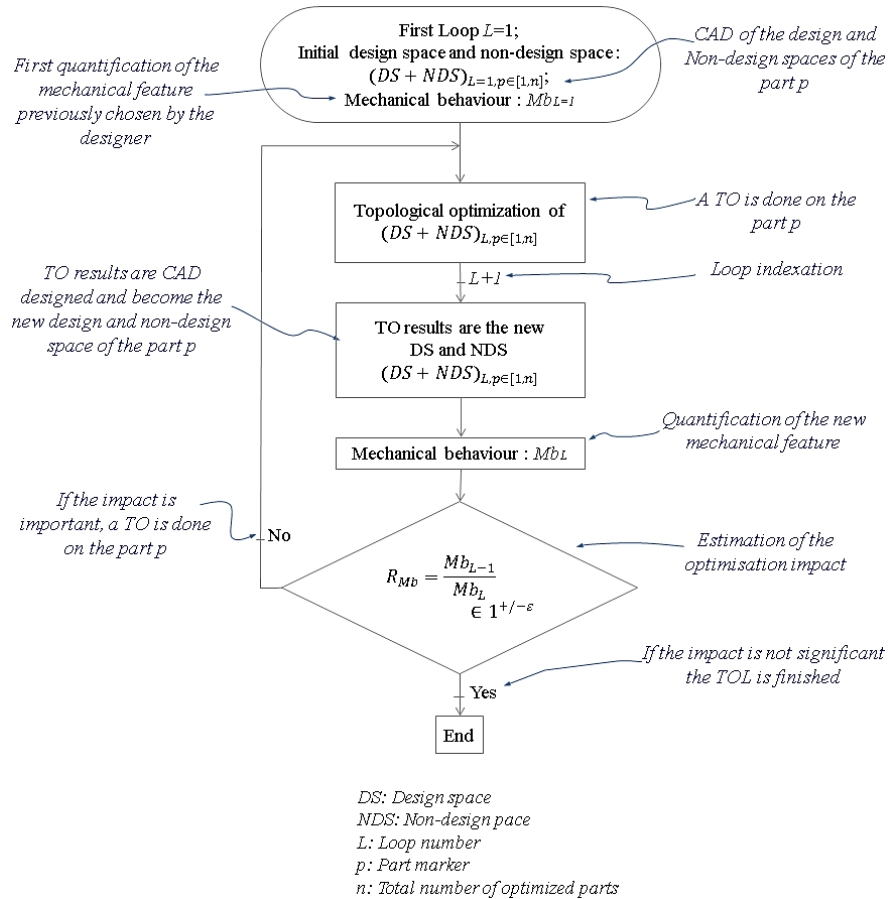 First Loop L=1;
Initial design space and non-design space:
(DS + NDS)L=1,p∈[1,n];
Mechanical behaviour : MbL=1
CAD of the design and
Non-design spaces of the
part p
First quantification of the
mechanical feature
previously chosen by the
designer
Topological optimization of
(DS + NDS)L,p∈[1,n]
A TO is done on the
part p
L+1
Loop indexation
TO results are CAD
designed and become the
new design and non-design
space of the part p
TO results are the new
DS and NDS
(DS + NDS)L,p∈[1,n]
Mechanical behaviour : MbL
Quantification of the new
mechanical feature
If the impact is
important, a TO is done
on the part p
No
RMb = MbL−1 / MbL
∈ 1+/−ε
Estimation of the
optimisation impact
If the impact is not significant
the TOL is finished
Yes
End
DS: Design space
NDS: Non-design pace
L: Loop number
p: Part marker
n: Total number of optimized parts